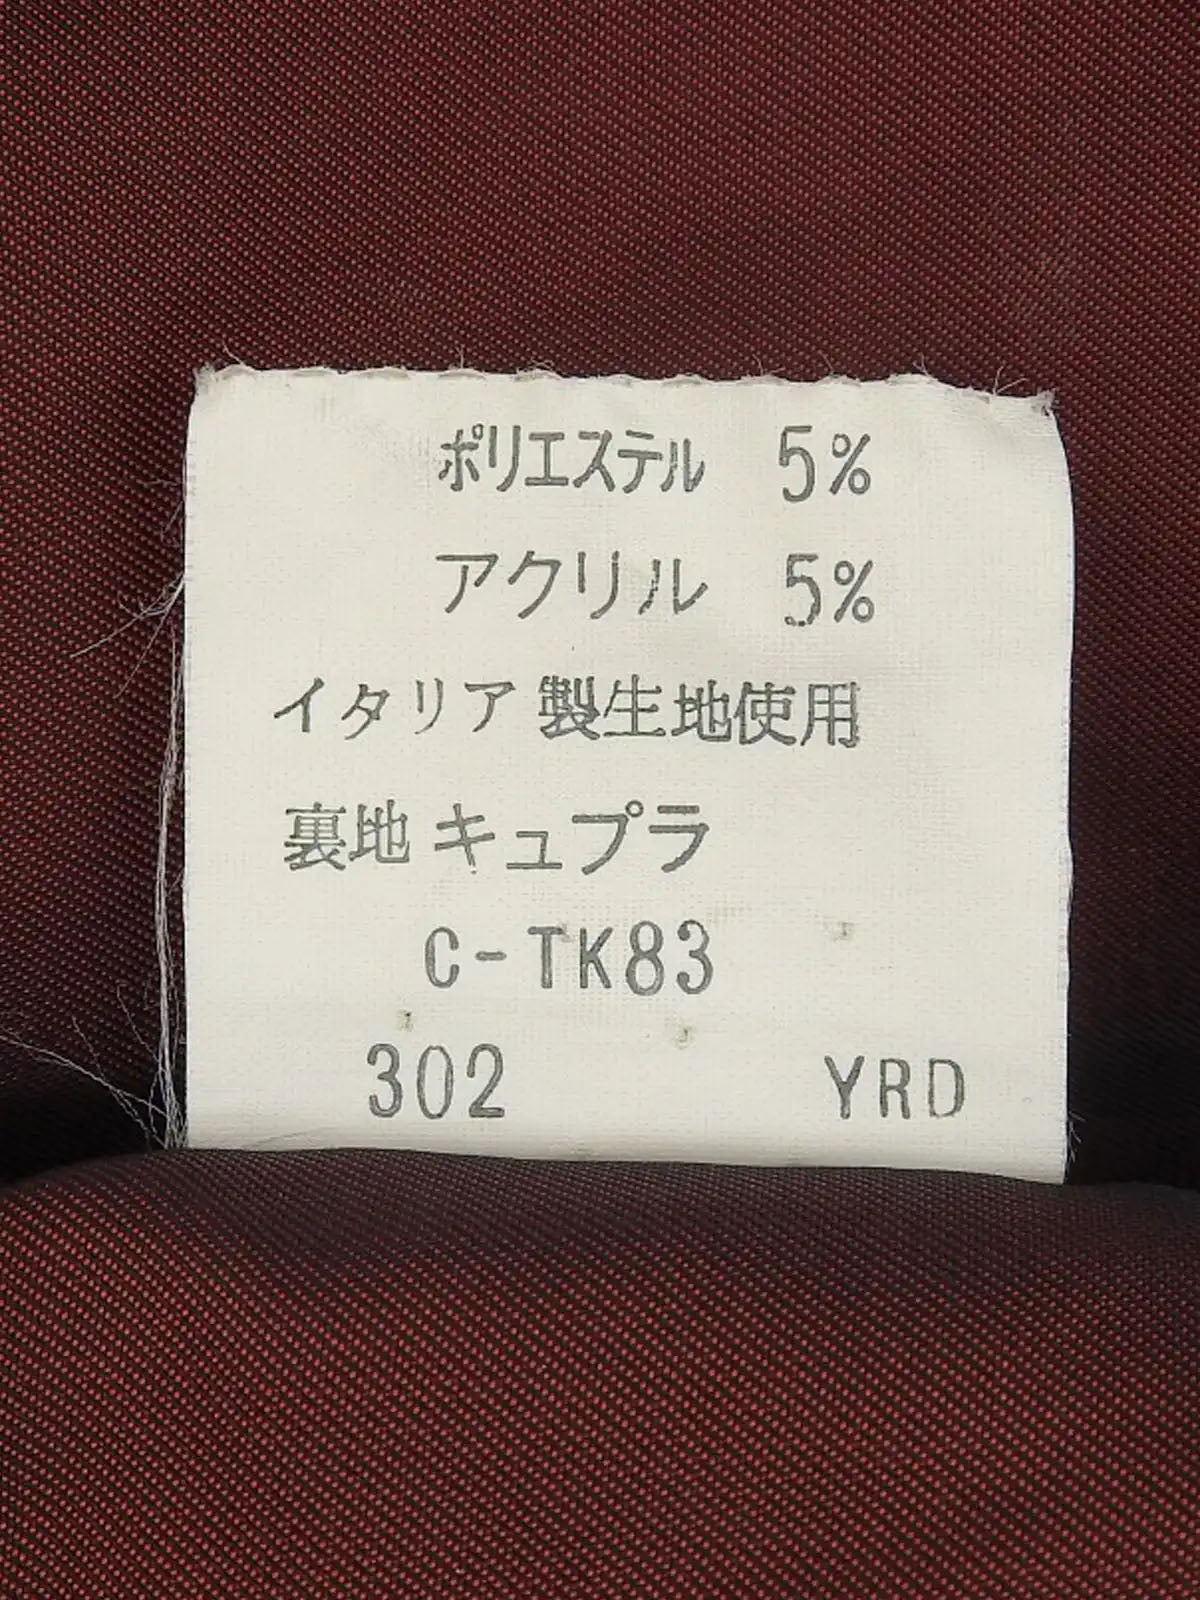 ポリエステル 5%
アクリル 5%
イタリア製生地使用
裏地 キュプラ
C-TK83
302 YRD